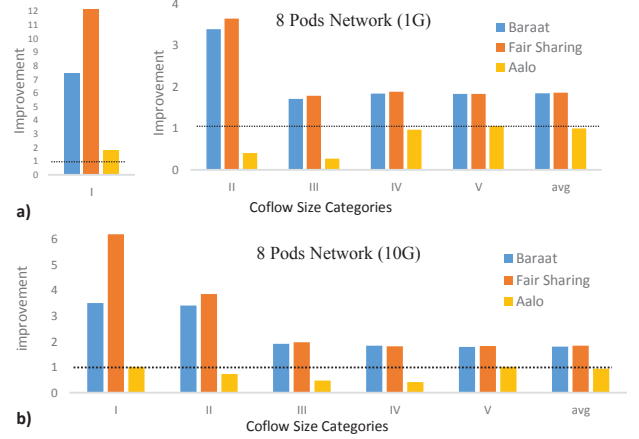 12
11
10
9
8
7
6
5
4
3
2
1
0
Improvement
I
a)
8 Pods Network (1G)
4
3
2
1
0
Improvement
Baraat
Fair Sharing
Aalo
II III IV V avg
Coflow Size Categories
8 Pods Network (10G)
6
5
4
3
2
1
0
improvement
Baraat
Fair Sharing
Aalo
I II III IV V avg
b)
Coflow Size Categories